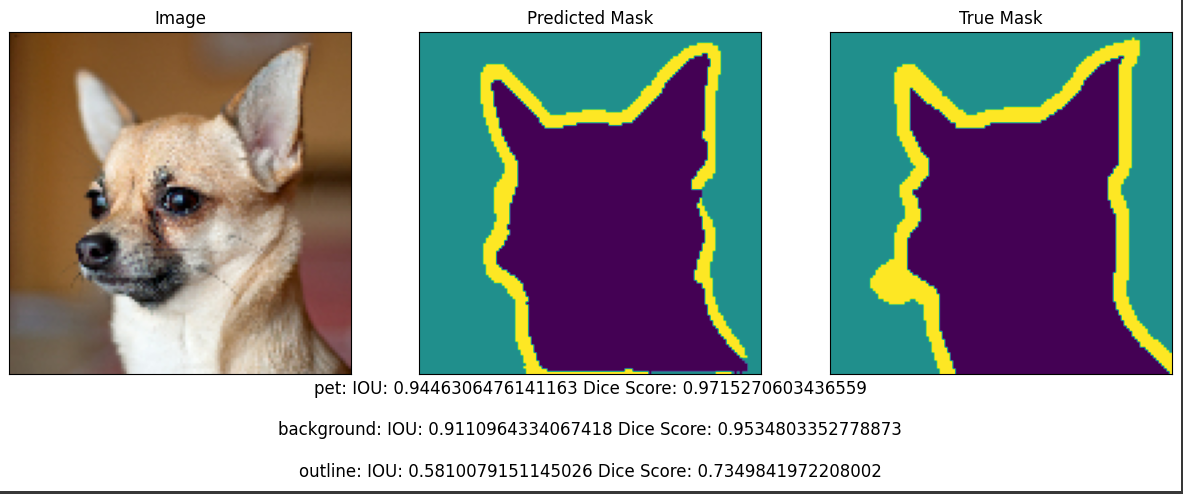 Image
Predicted Mask
True Mask
pet: IOU: 0.9446306476141163 Dice Score: 0.9715270603436559
background: IOU: 0.9110964334067418 Dice Score: 0.9534803352778873
outline: IOU: 0.5810079151145026 Dice Score: 0.7349841972208002